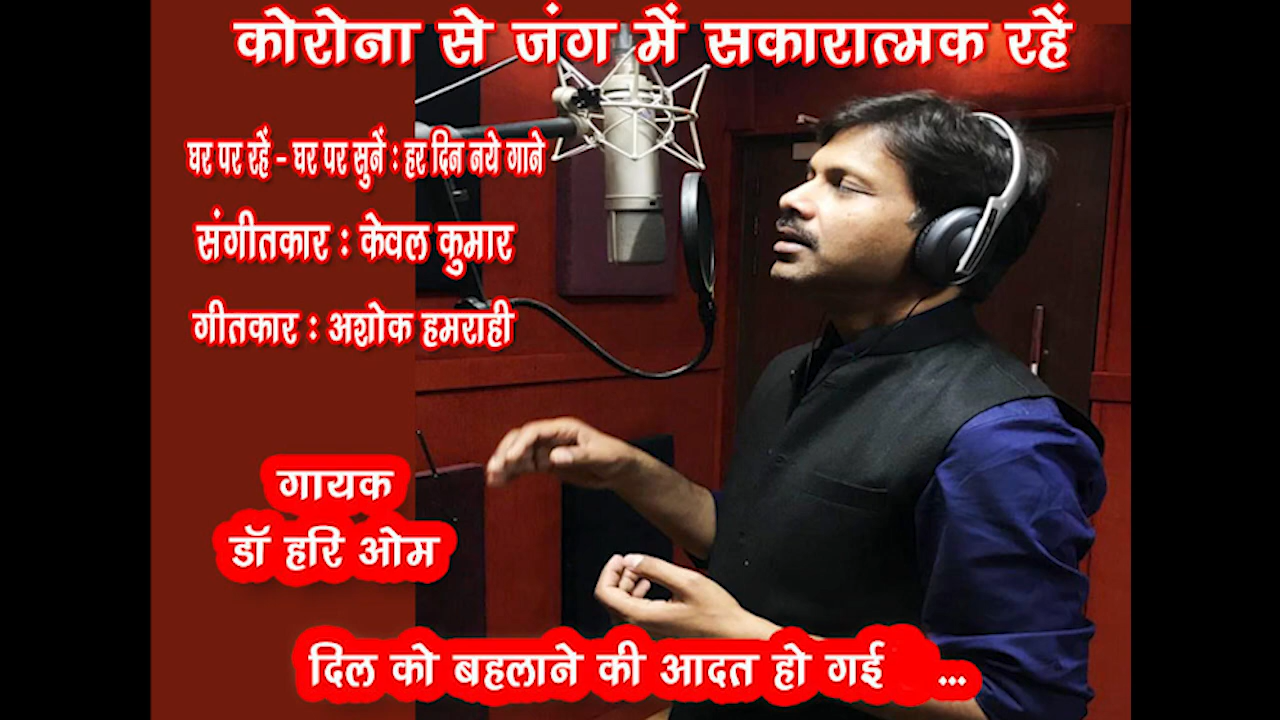 कोरोना से जंग में सकारात्मक रहें
घर पर रहें - घर पर सुनें : हर दिन नये गाने
संगीतकार : केवल कुमार
गीतकार : अशोक हमराही
गायक
डॉ हरि ओम
दिल को बहलाने की आदत हो गई ...